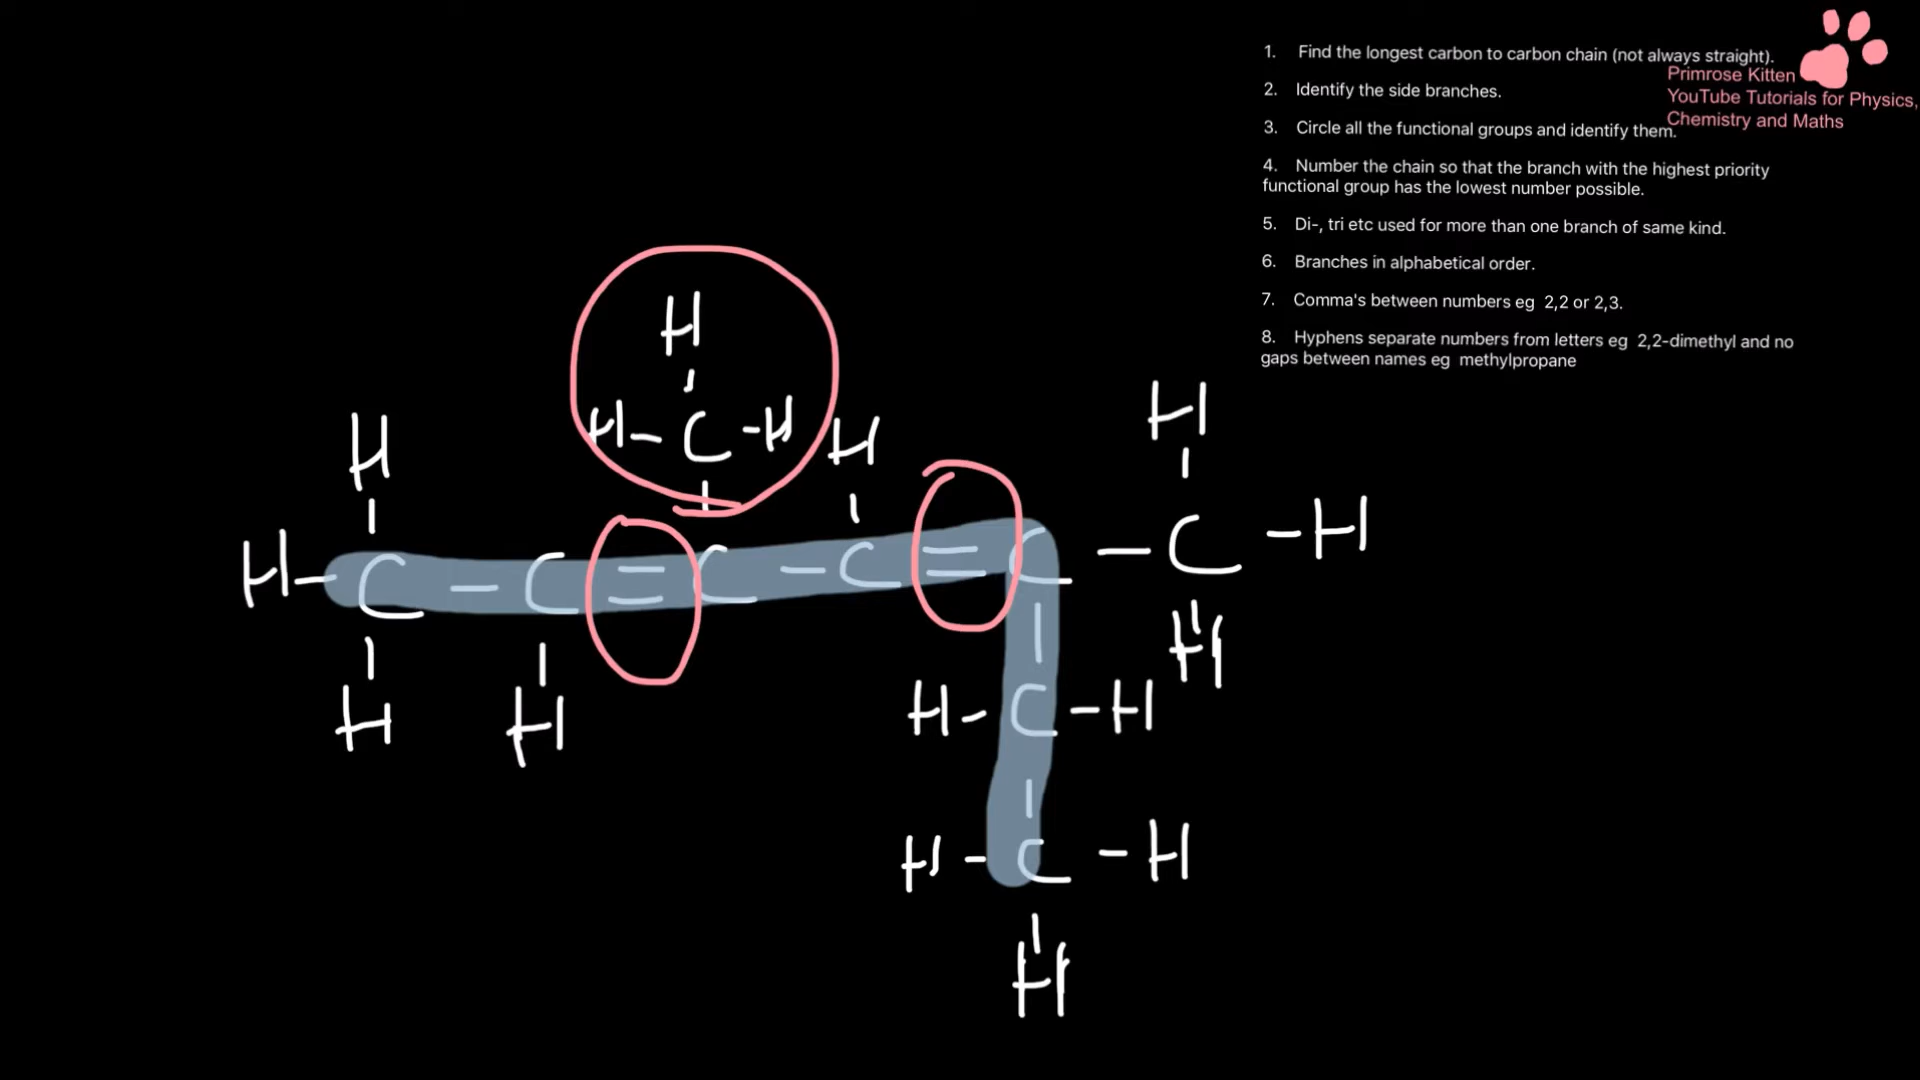 1. Find the longest carbon to carbon chain (not always straight).
Primrose Kitten
2. Identify the side branches.
YouTube Tutorials for Physics,
Chemistry and Maths
3. Circle all the functional groups and identify them.
4. Number the chain so that the branch with the highest priority
functional group has the lowest number possible.
5. Di-, tri etc used for more than one branch of same kind.
6. Branches in alphabetical order.
7. Comma's between numbers eg 2,2 or 2,3.
8. Hyphens separate numbers from letters eg 2,2-dimethyl and no
gaps between names eg methylpropane
H
H
H-C-H H
H
H-C-C=C-C=C-C-H
H
H-C-H
H H
H-C-H
H